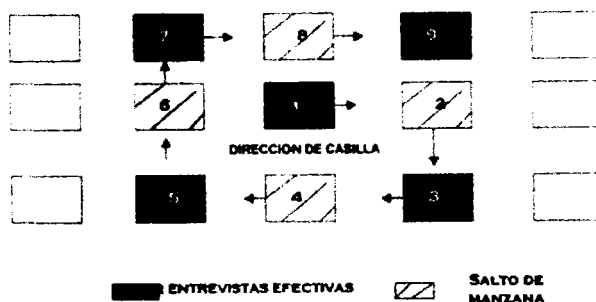 7 8 9
6 1 2
DIRECCION DE CASILLA
5 4 3
ENTREVISTAS EFECTIVAS
SALTO DE
MANZANA